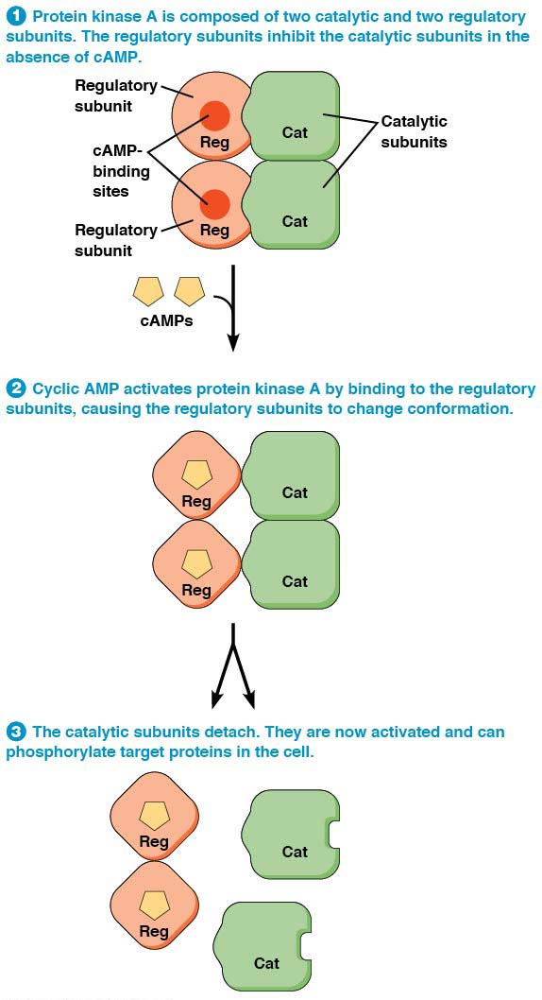 1 Protein kinase A is composed of two catalytic and two regulatory
subunits. The regulatory subunits inhibit the catalytic subunits in the
absence of cAMP.
Regulatory
subunit
Reg
Cat
Catalytic
subunits
cAMP-
binding
sites
Reg
Cat
Regulatory
subunit
cAMPs
2 Cyclic AMP activates protein kinase A by binding to the regulatory
subunits, causing the regulatory subunits to change conformation.
Reg
Cat
Reg
Cat
3 The catalytic subunits detach. They are now activated and can
phosphorylate target proteins in the cell.
Reg
Cat
Reg
Cat